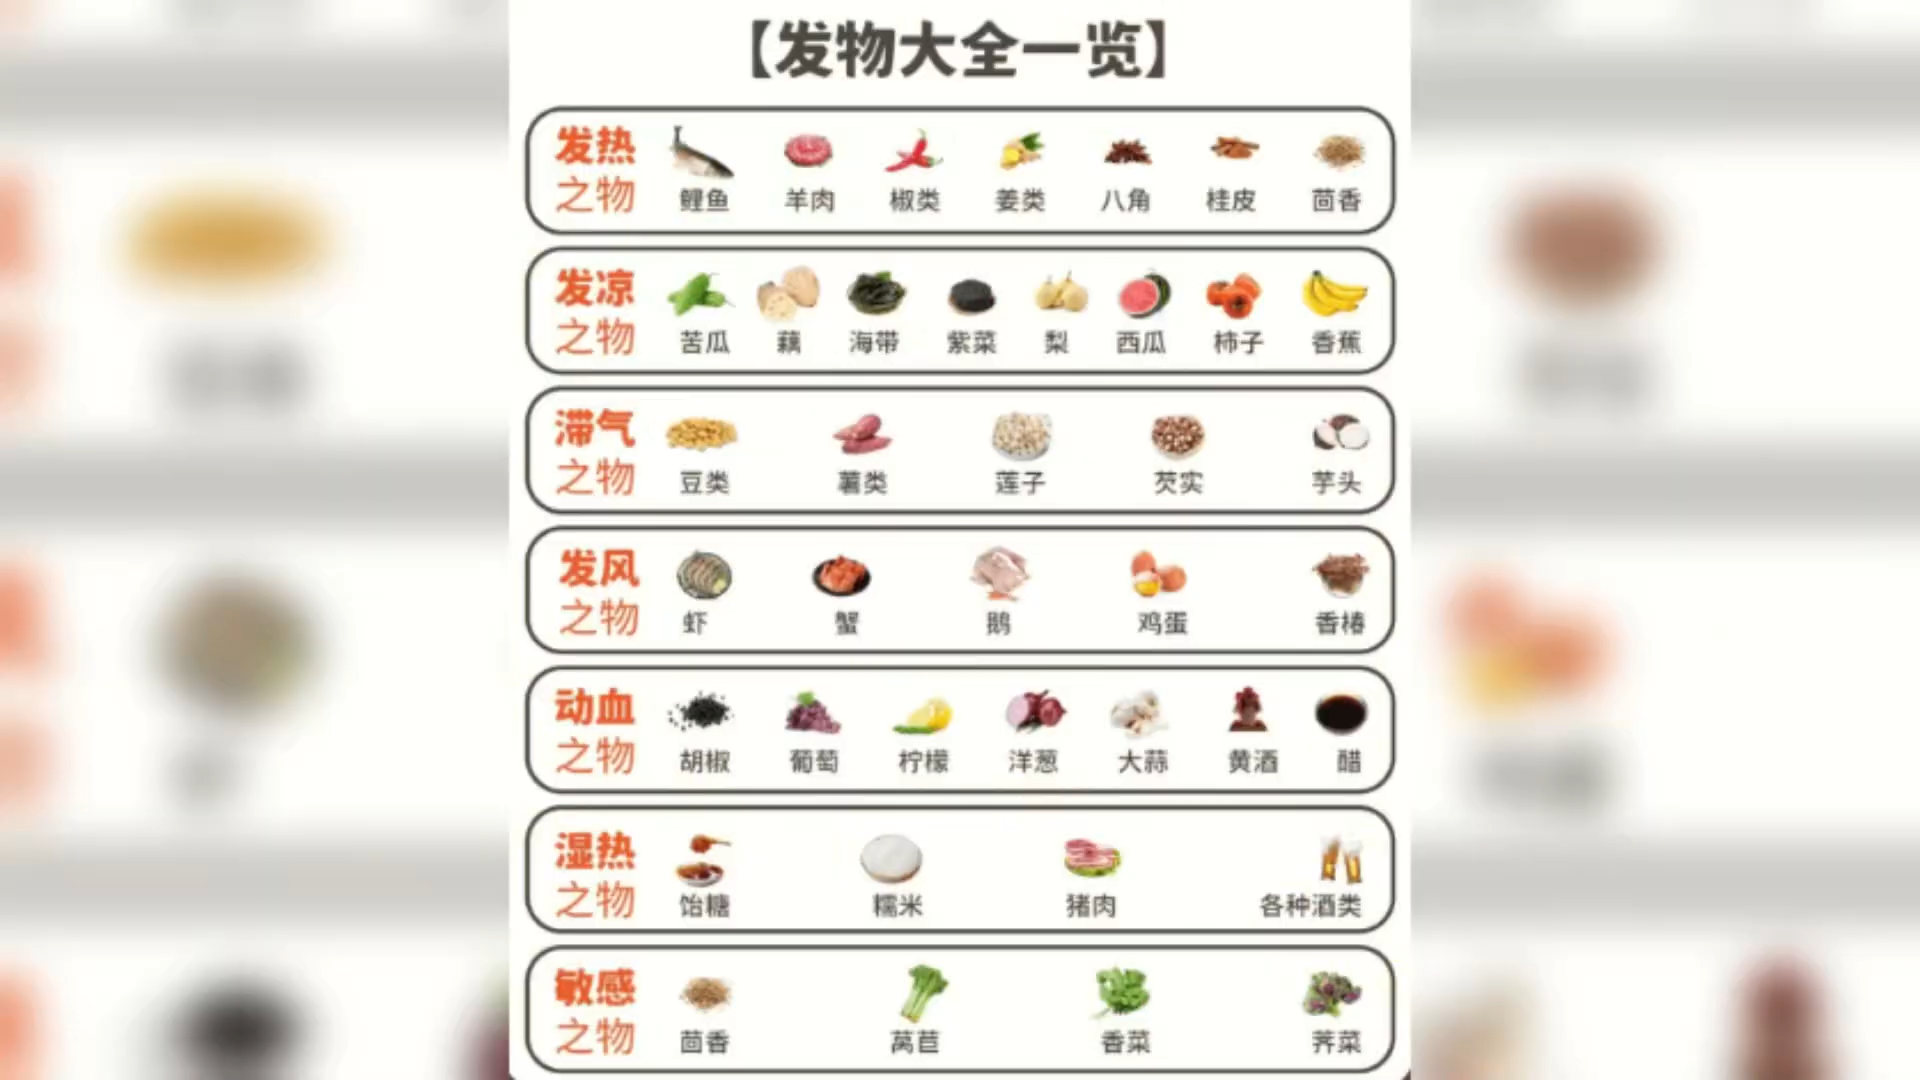 【发物大全一览】
发热之物
鲤鱼 羊肉 椒类 姜类 八角 桂皮 茴香
发凉之物
苦瓜 藕 海带 紫菜 梨 西瓜 柿子 香蕉
滞气之物
豆类 薯类 莲子 芡实 芋头
发风之物
虾 蟹 鹅 鸡蛋 香椿
动血之物
胡椒 葡萄 柠檬 洋葱 大蒜 黄酒 醋
湿热之物
饴糖 糯米 猪肉 各种酒类
敏感之物
茴香 莴苣 香菜 荠菜